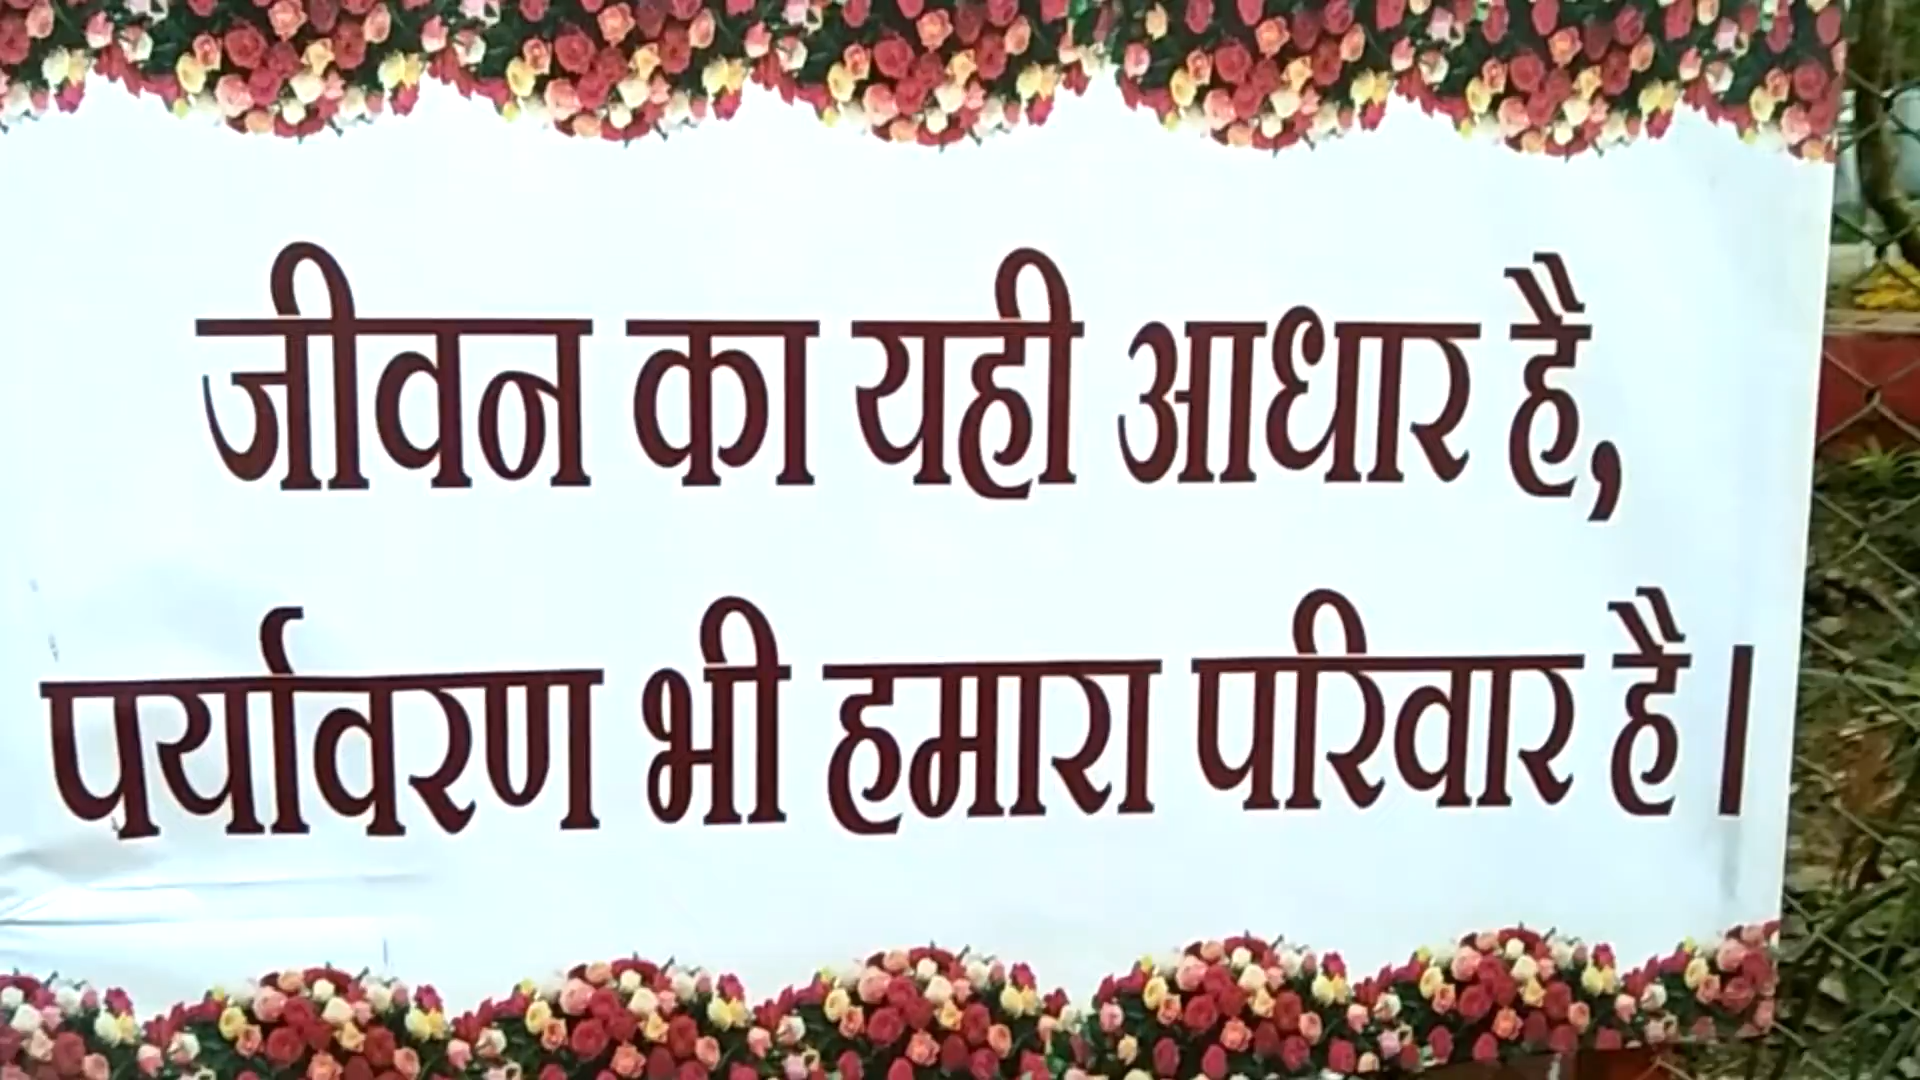 जीवन का यही आधार है,
पर्यावरण भी हमारा परिवार है।